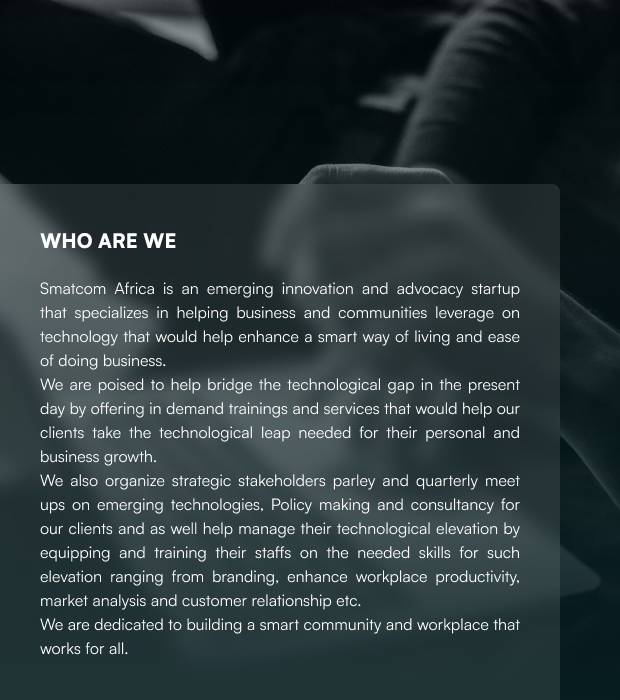 WHO ARE WE
Smatcom Africa is an emerging innovation and advocacy startup
that specializes in helping business and communities leverage on
technology that would help enhance a smart way of living and ease
of doing business.
We are poised to help bridge the technological gap in the present
day by offering in demand trainings and services that would help our
clients take the technological leap needed for their personal and
business growth.
We also organize strategic stakeholders parley and quarterly meet
ups on emerging technologies, Policy making and consultancy for
our clients and as well help manage their technological elevation by
equipping and training their staffs on the needed skills for such
elevation ranging from branding, enhance workplace productivity,
market analysis and customer relationship etc.
We are dedicated to building a smart community and workplace that
works for all.